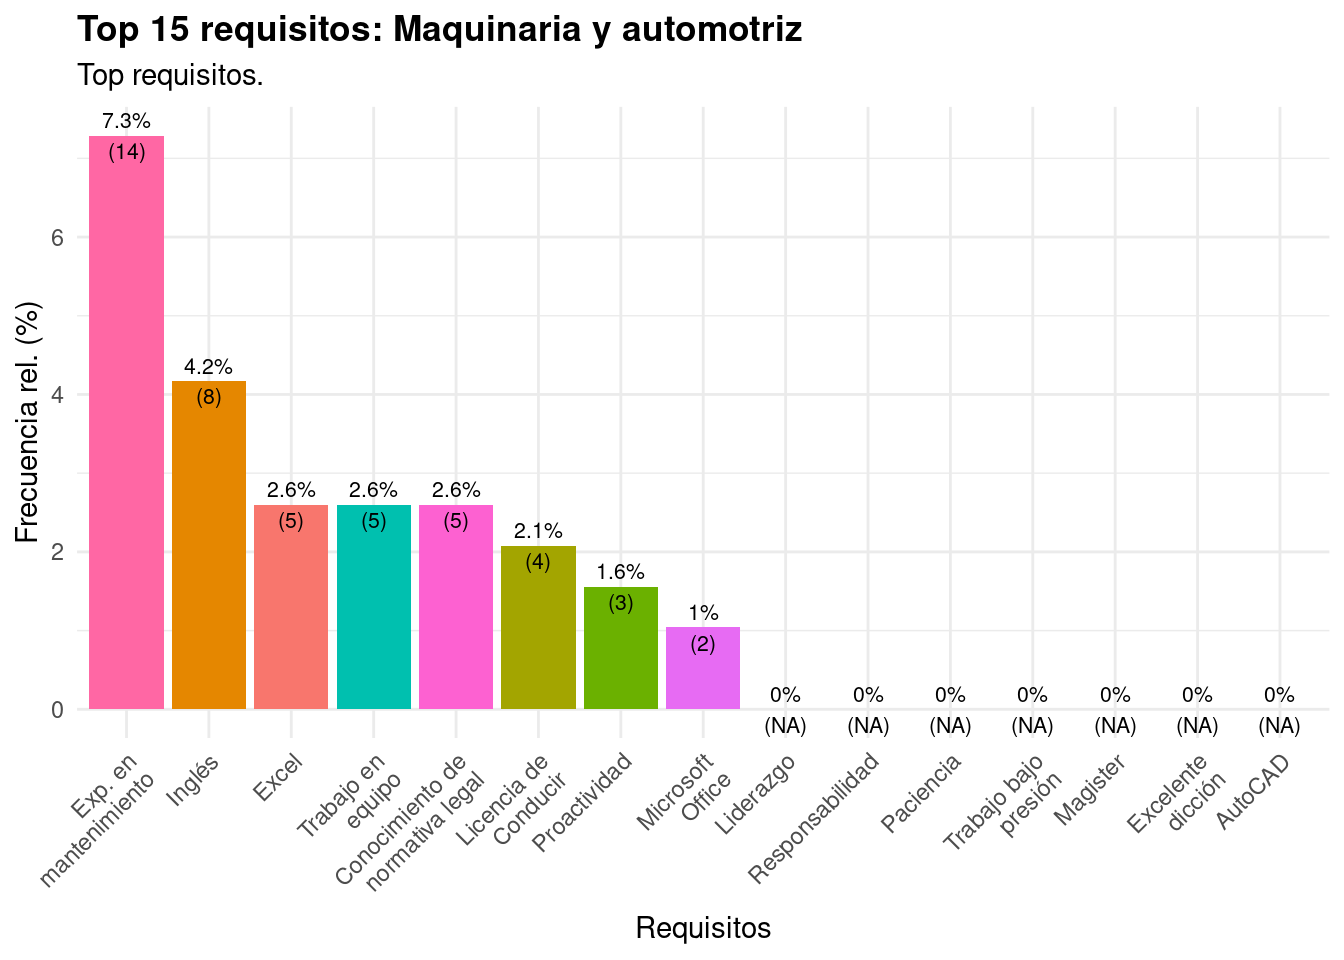 Top 15 requisitos: Maquinaria y automotriz
Top requisitos.
Frecuencia rel. (%)
6
4
2
0
7.3%
(14)
4.2%
(8)
2.6%
(5)
2.6%
(5)
2.6%
(5)
2.1%
(4)
1.6%
(3)
1%
(2)
0%
(NA)
0%
(NA)
0%
(NA)
0%
(NA)
0%
(NA)
0%
(NA)
0%
(NA)
Exp. en
mantenimiento
Inglés
Excel
Trabajo en
equipo
Conocimiento de
normativa legal
Licencia de
Conducir
Proactividad
Microsoft
Office
Liderazgo
Responsabilidad
Paciencia
Trabajo bajo
presión
Magister
Excelente
dicción
AutoCAD
Requisitos